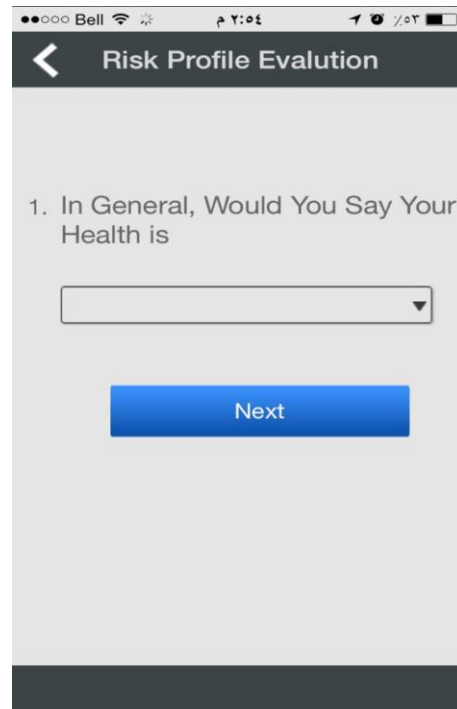 Bell ٢:٥٤ م ٪٥٣
Risk Profile Evalution
1. In General, Would You Say Your
Health is
Next